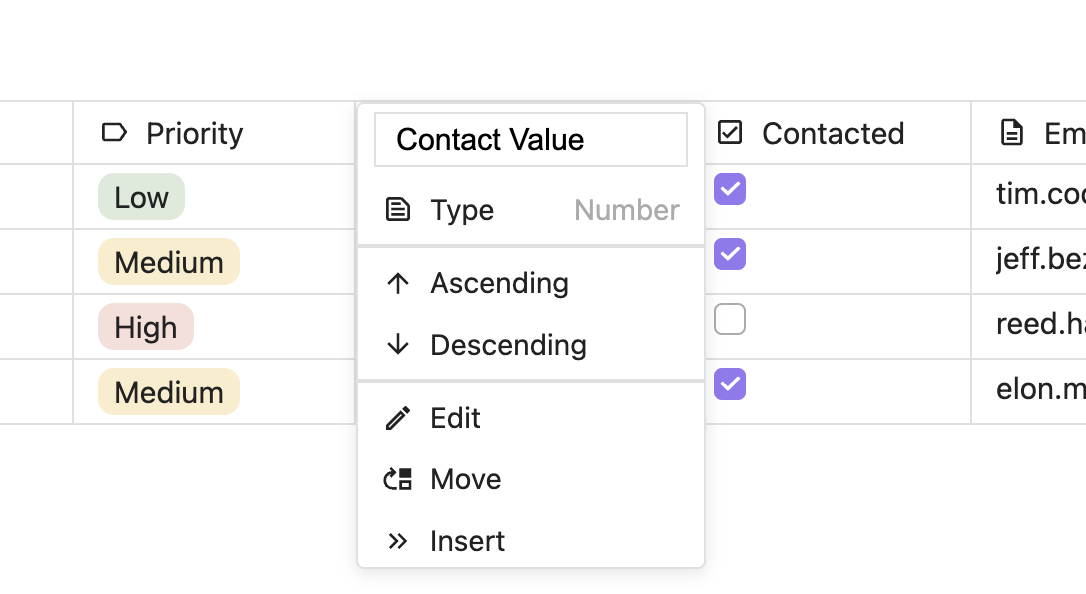 Priority
Contact Value
Contacted
Em
Type Number
Low
tim.coo
Ascending
Medium
jeff.bez
Descending
High
reed.ha
Edit
Medium
elon.m
Move
Insert